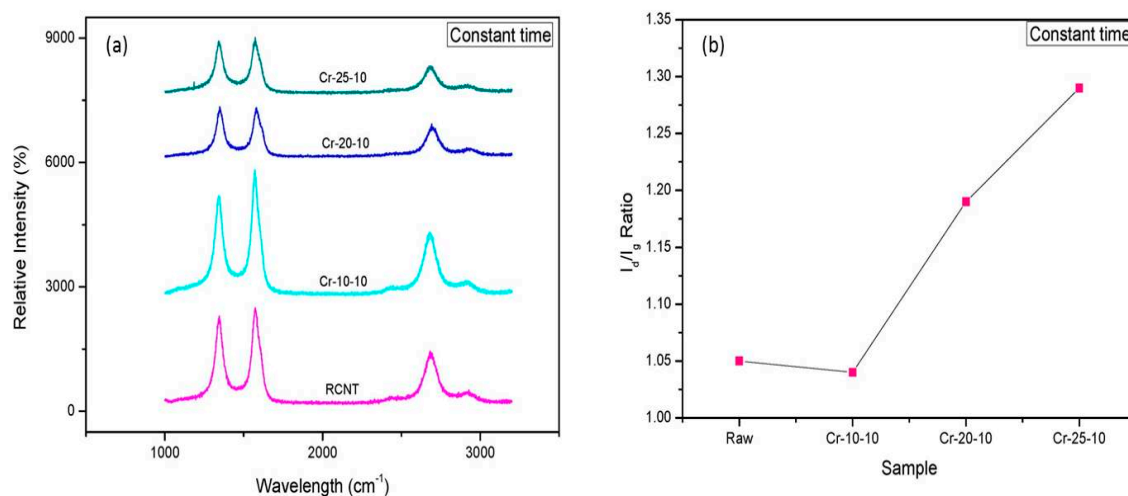 (a)
Constant time
9000
6000
3000
0
Relative Intensity (%)
Cr-25-10
Cr-20-10
Cr-10-10
RCNT
1000 2000 3000
Wavelength (cm⁻¹)
(b)
Constant time
1.35
1.30
1.25
1.20
1.15
1.10
1.05
1.00
I_d/I_g Ratio
Raw Cr-10-10 Cr-20-10 Cr-25-10
Sample